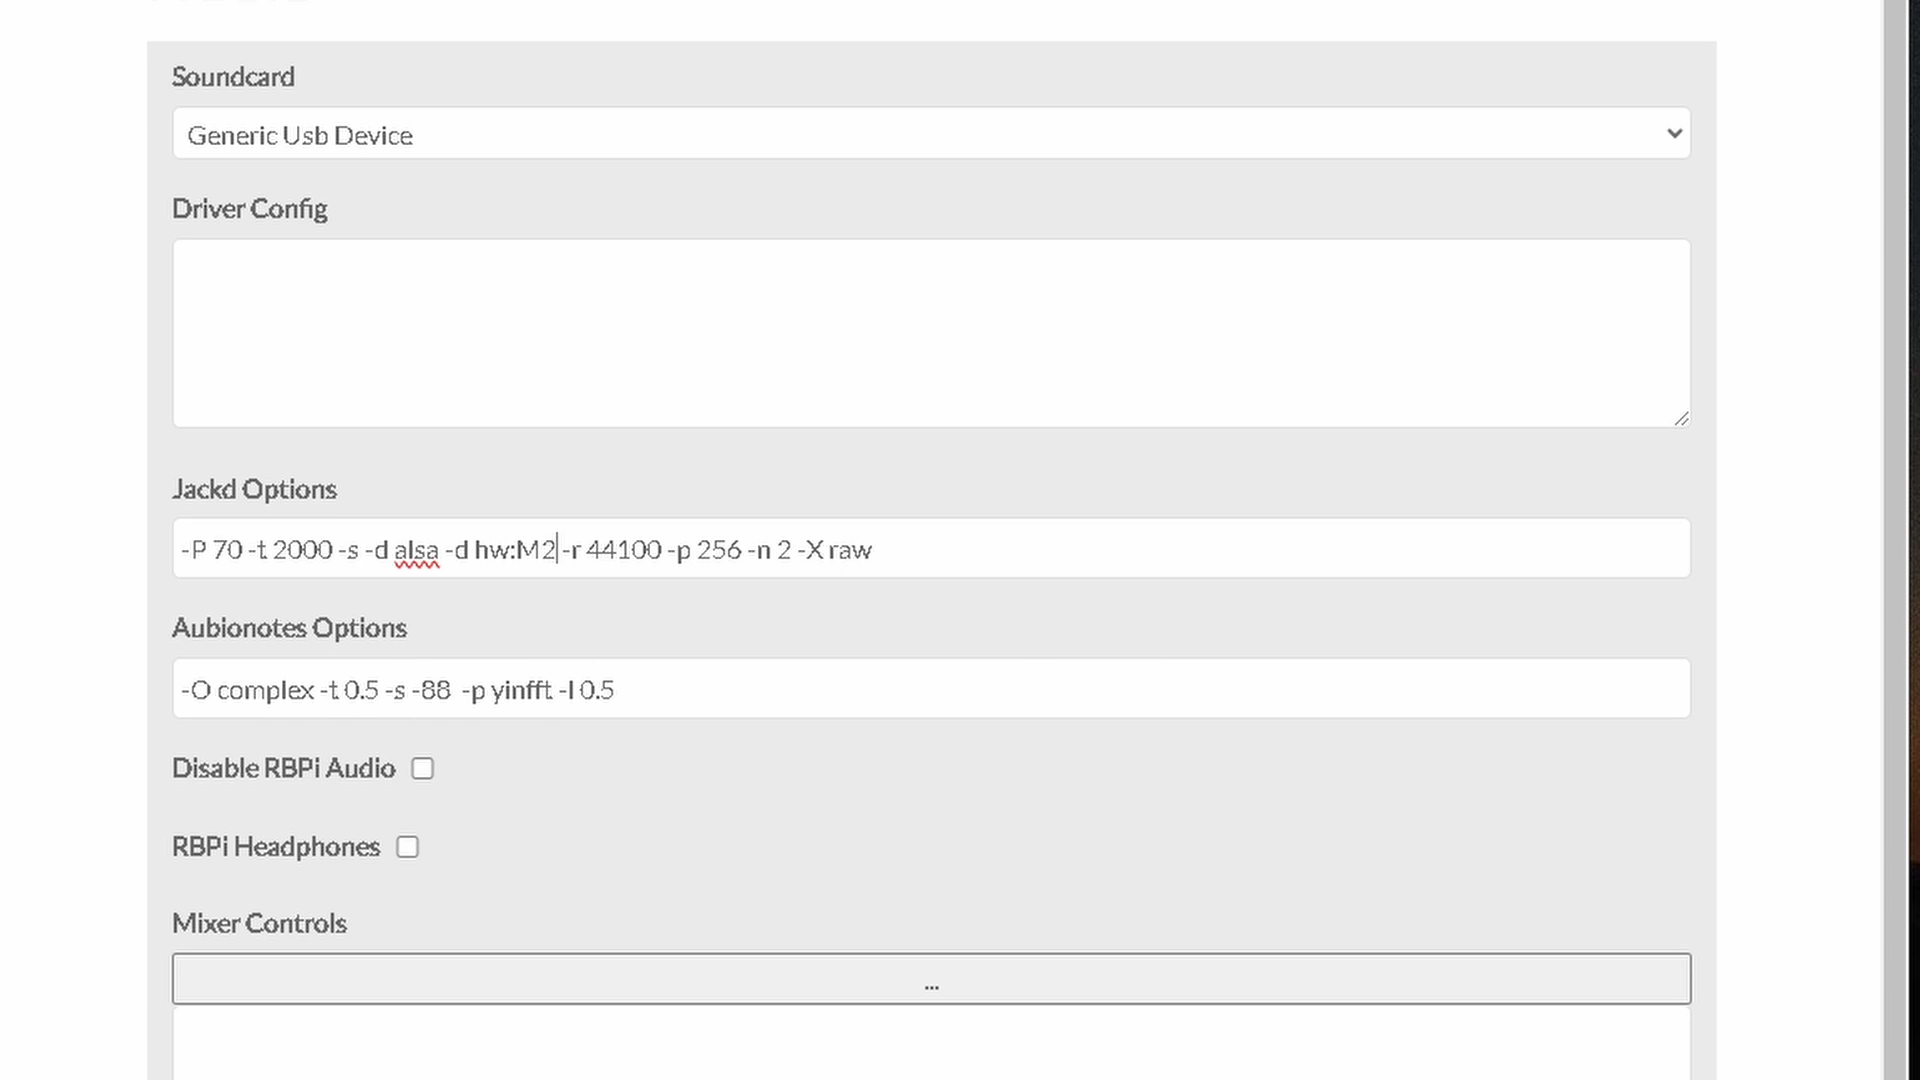 Soundcard
Generic Usb Device
Driver Config
Jackd Options
-P 70 -t 2000 -s -d alsa -d hw:M2 -r 44100 -p 256 -n 2 -X raw
Aubionotes Options
-O complex -t 0.5 -s -88 -p yinfft -l 0.5
Disable RBPi Audio
RBPi Headphones
Mixer Controls
...